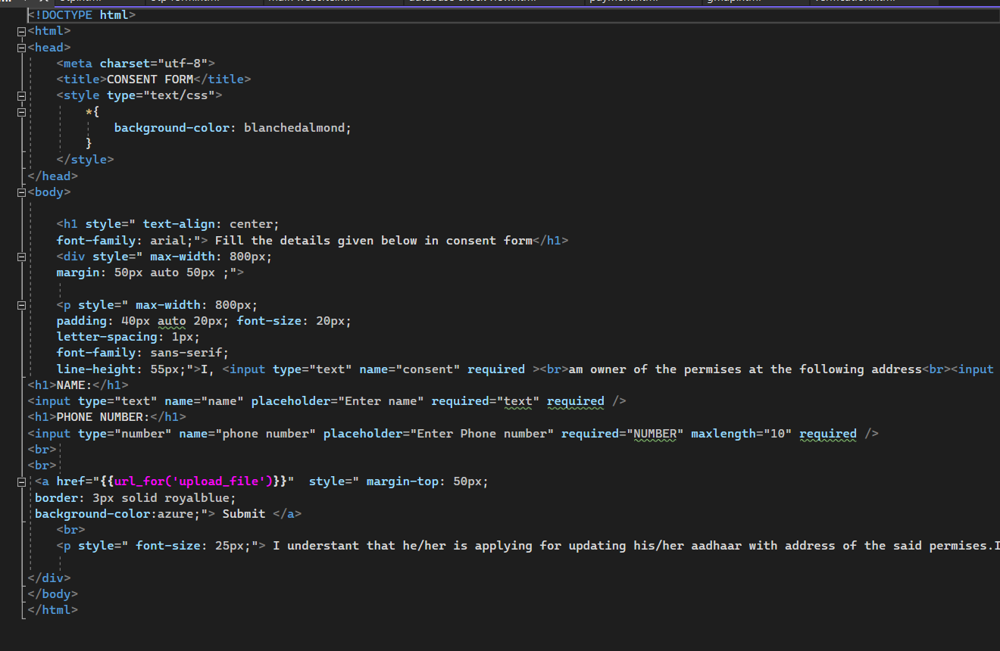 <!DOCTYPE html>
<html>
<head>
<meta charset="utf-8">
<title>CONSENT FORM</title>
<style type="text/css">
*{
background-color: blanchedalmond;
}
</style>
</head>
<body>
<h1 style=" text-align: center;
font-family: arial;"> Fill the details given below in consent form</h1>
<div style=" max-width: 800px;
margin: 50px auto 50px ;">
<p style=" max-width: 800px;
padding: 40px auto 20px; font-size: 20px;
letter-spacing: 1px;
font-family: sans-serif;
line-height: 55px;">I, <input type="text" name="consent" required ><br>am owner of the permises at the following address<br><input
<h1>NAME:</h1>
<input type="text" name="name" placeholder="Enter name" required="text" required />
<h1>PHONE NUMBER:</h1>
<input type="number" name="phone number" placeholder="Enter Phone number" required="NUMBER" maxlength="10" required />
<br>
<br>
<a href="{{url_for('upload_file')}}"  style=" margin-top: 50px;
border: 3px solid royalblue;
background-color:azure;"> Submit </a>
<br>
<p style=" font-size: 25px;"> I understant that he/her is applying for updating his/her aadhaar with address of the said permises.I
</div>
</body>
</html>